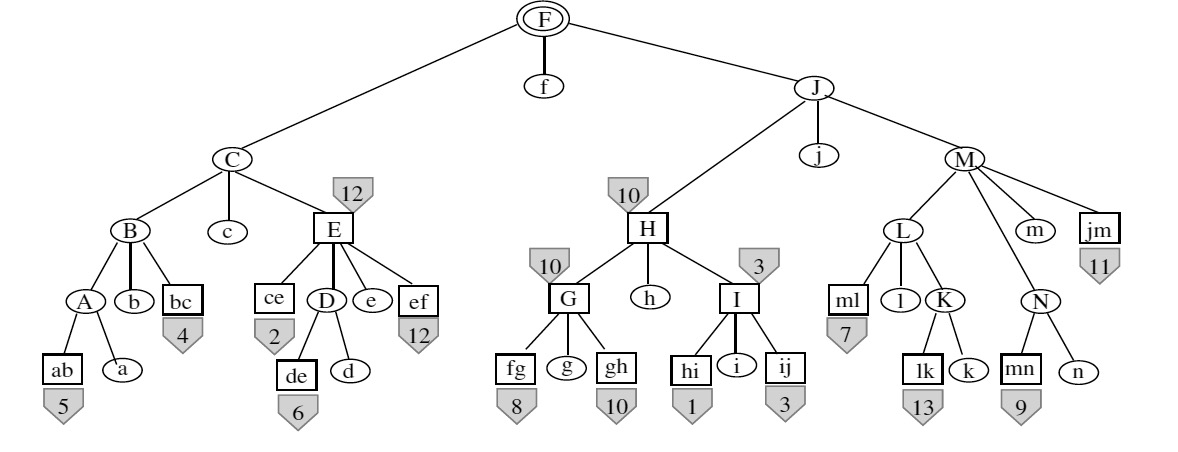 F
f
J
C
j
M
12
10
B
c
E
H
L
m
jm
10
3
11
A
b
bc
ce
D
e
ef
G
h
I
ml
l
K
N
4
2
12
7
ab
a
de
d
fg
g
gh
hi
i
ij
lk
k
mn
n
5
6
8
10
1
3
13
9